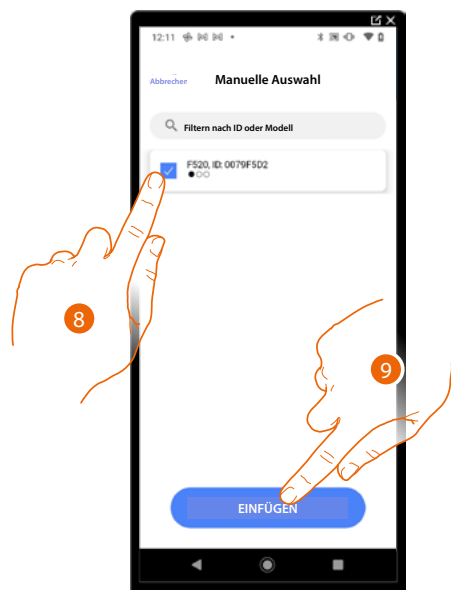 12:11
Abbrechen
Manuelle Auswahl
Filtern nach ID oder Modell
F520, ID: 0079F5D2
8
9
EINFÜGEN